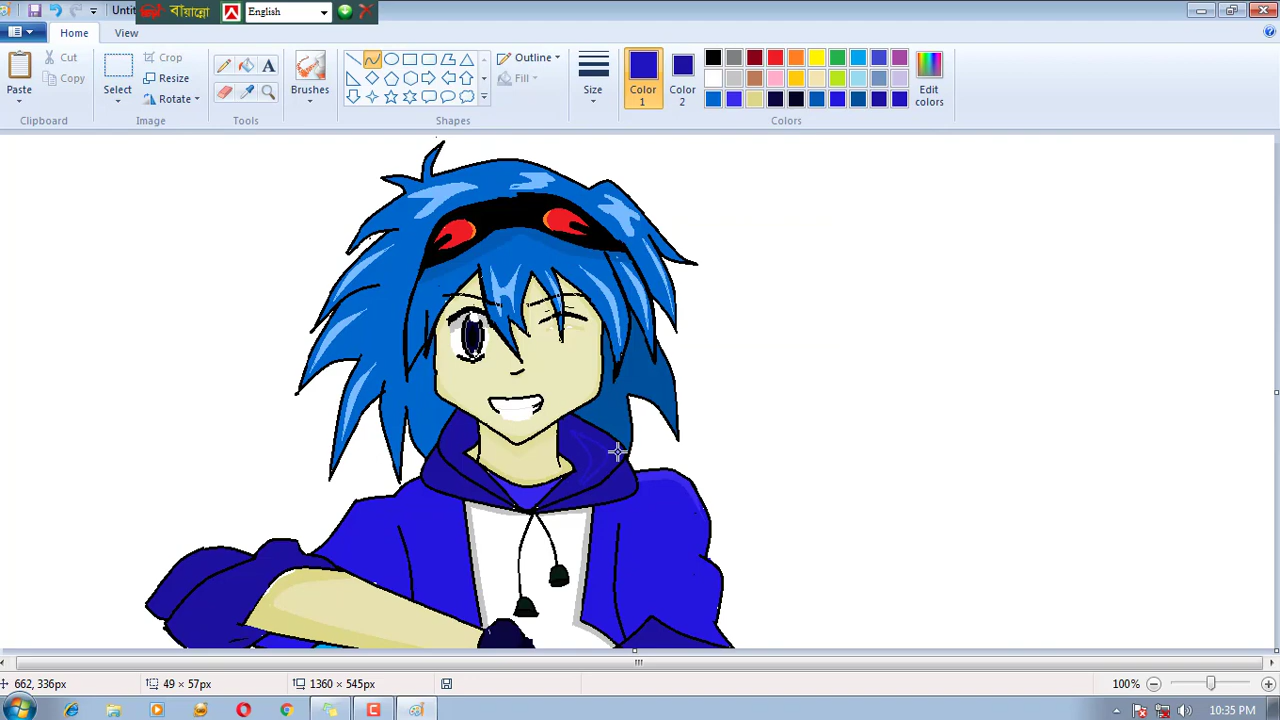 Untit
বায়ান্নো
English
Home
View
Paste
Cut
Copy
Clipboard
Select
Crop
Resize
Rotate
Image
A
Tools
Brushes
Shapes
Outline
Fill
Size
Color 1
Color 2
Edit colors
Colors
662, 336px
49 × 57px
1360 × 545px
100%
10:35 PM